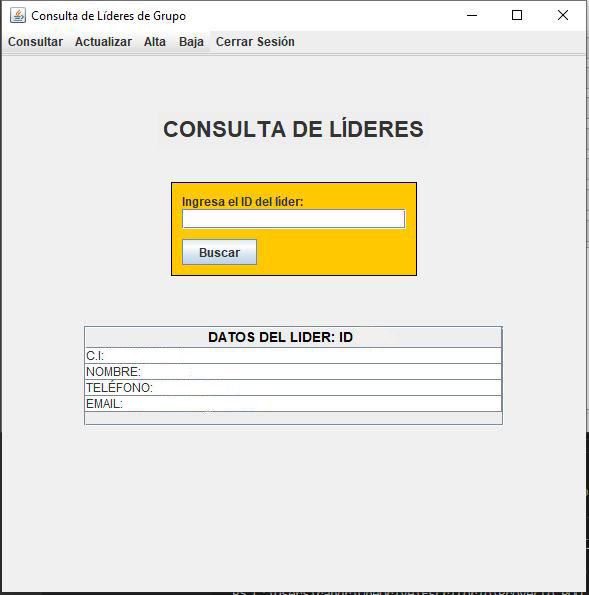 Consulta de Líderes de Grupo
Consultar Actualizar Alta Baja Cerrar Sesión
CONSULTA DE LÍDERES
Ingresa el ID del lider:
Buscar
DATOS DEL LIDER: ID
C.I:
NOMBRE:
TELÉFONO:
EMAIL: